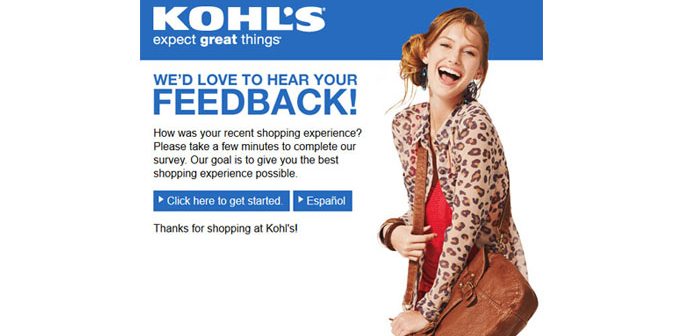 KOHL'S
expect great things
WE'D LOVE TO HEAR YOUR
FEEDBACK!
How was your recent shopping experience?
Please take a few minutes to complete our
survey. Our goal is to give you the best
shopping experience possible.
Click here to get started.
Español
Thanks for shopping at Kohl's!